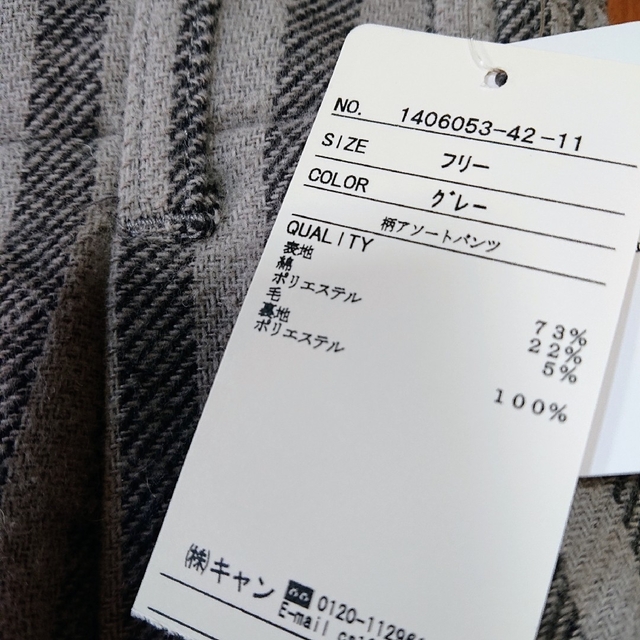 NO. 1406053-42-11
SIZE フリー
COLOR グレー
柄アソートパンツ
QUALITY
表地
綿 73%
ポリエステル 22%
毛 5%
裏地
ポリエステル 100%
㈱キャン
0120-11296
E-mail